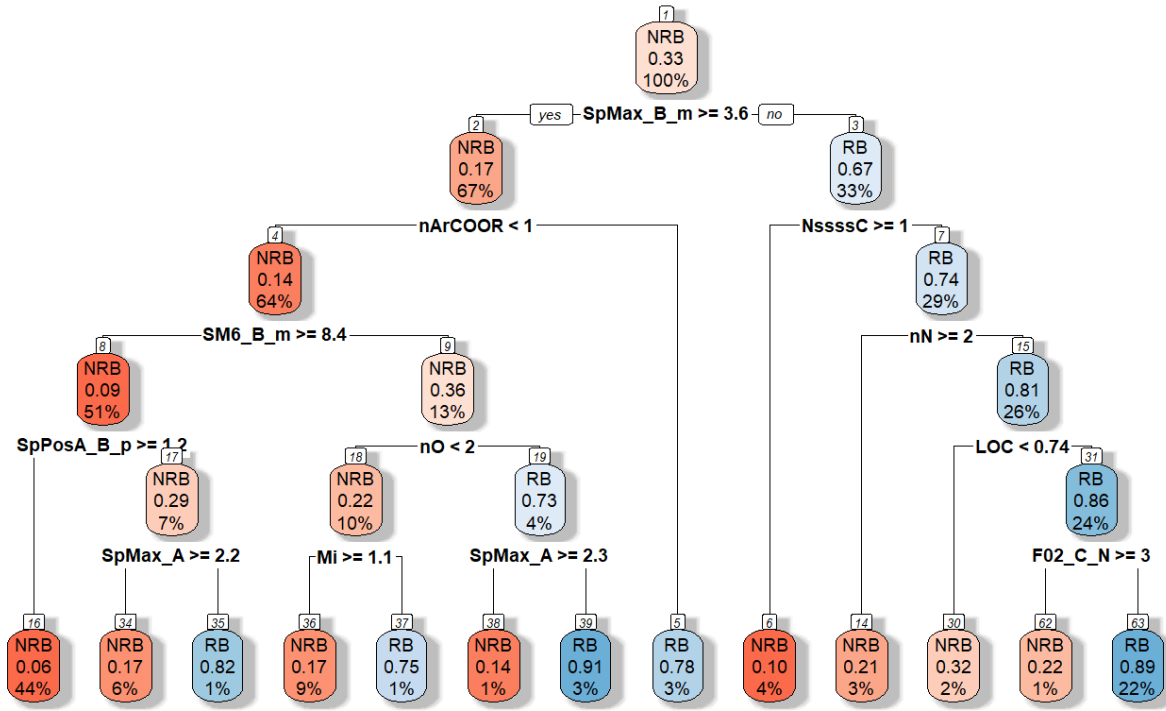 1
NRB
0.33
100%
yes SpMax_B_m >= 3.6 no
2
NRB
0.17
67%
3
RB
0.67
33%
nArCOOR < 1
NssssC >= 1
4
NRB
0.14
64%
7
RB
0.74
29%
SM6_B_m >= 8.4
nN >= 2
8
NRB
0.09
51%
9
NRB
0.36
13%
15
RB
0.81
26%
SpPosA_B_p >= 1.2
nO < 2
LOC < 0.74
17
NRB
0.29
7%
18
NRB
0.22
10%
19
RB
0.73
4%
31
RB
0.86
24%
SpMax_A >= 2.2
Mi >= 1.1
SpMax_A >= 2.3
F02_C_N >= 3
16
NRB
0.06
44%
34
NRB
0.17
6%
35
RB
0.82
1%
36
NRB
0.17
9%
37
RB
0.75
1%
38
NRB
0.14
1%
39
RB
0.91
3%
5
RB
0.78
3%
6
NRB
0.10
4%
14
NRB
0.21
3%
30
NRB
0.32
2%
62
NRB
0.22
1%
63
RB
0.89
22%